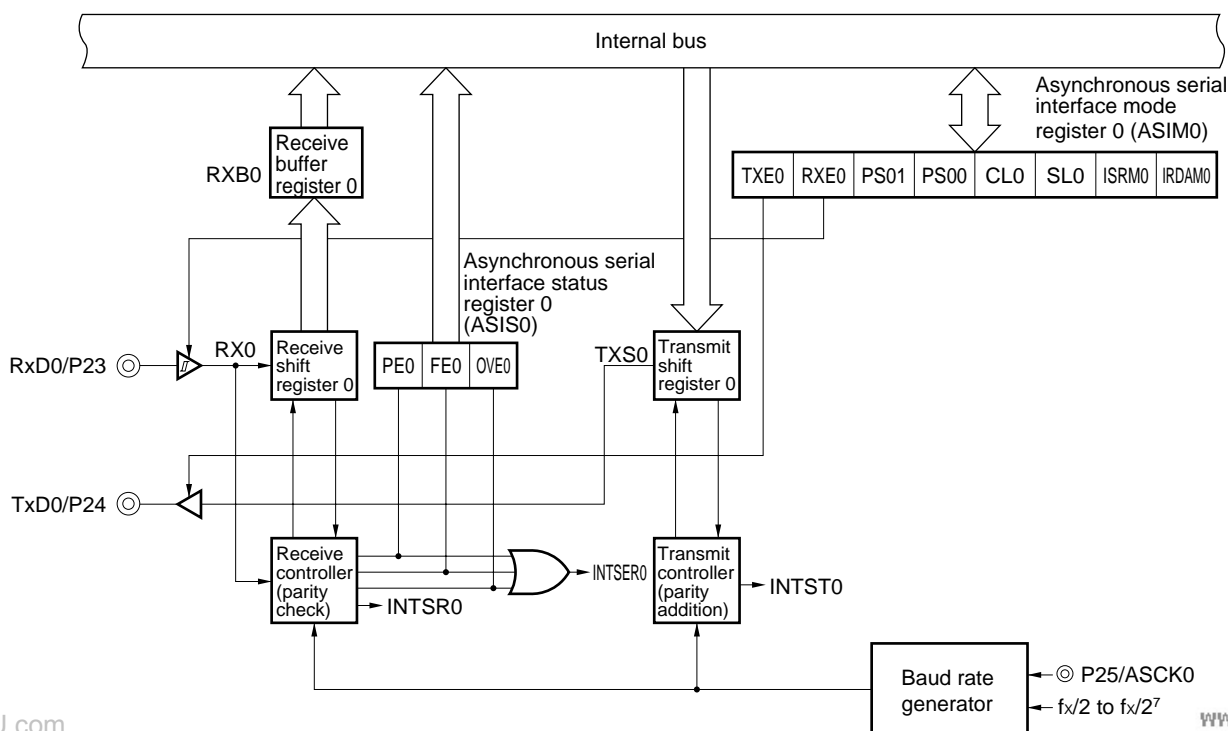 Internal bus
Asynchronous serial
interface mode
register 0 (ASIM0)
RXB0
Receive
buffer
register 0
TXE0 RXE0 PS01 PS00 CL0 SL0 ISRM0 IRDAM0
Asynchronous serial
interface status
register 0
(ASIS0)
RxD0/P23
RX0
Receive
shift
register 0
PE0 FE0 OVE0
TXS0
Transmit
shift
register 0
TxD0/P24
Receive
controller
(parity
check)
INTSER0
INTSR0
Transmit
controller
(parity
addition)
INTST0
Baud rate
generator
P25/ASCK0
fx/2 to fx/2⁷